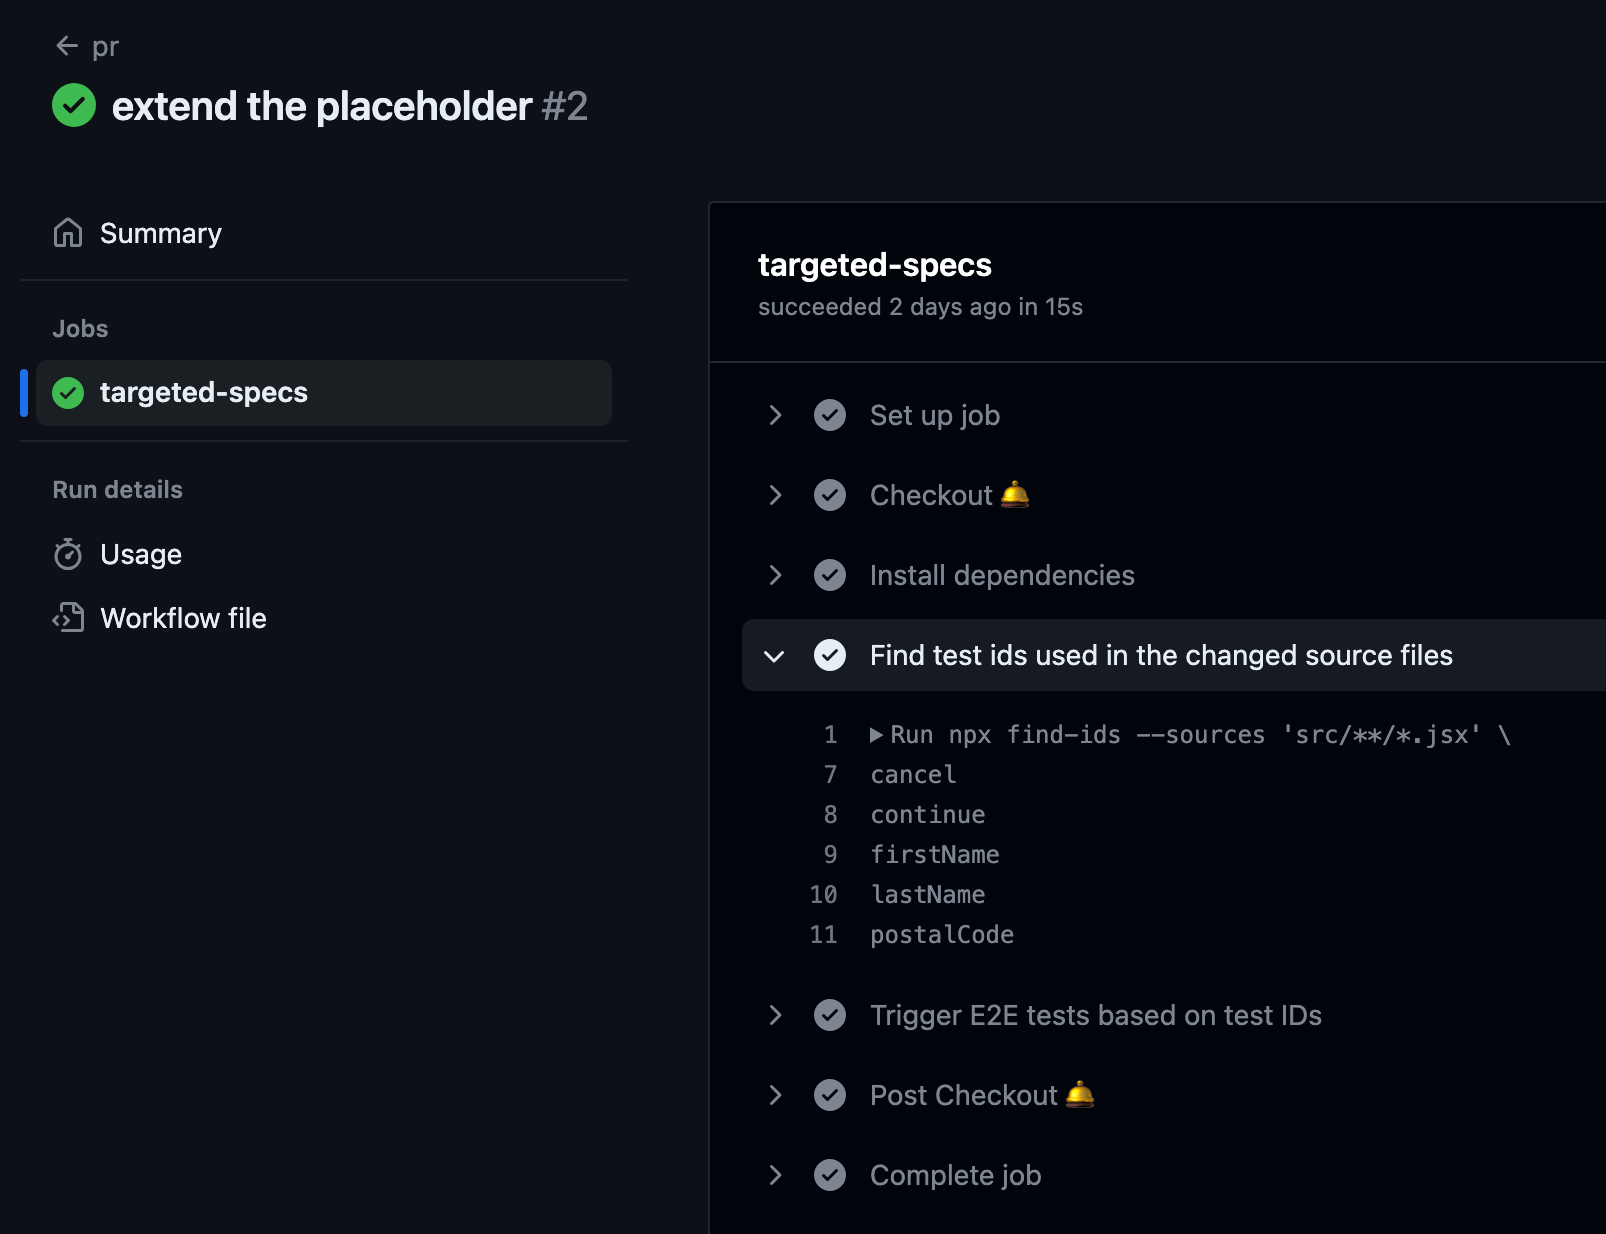 ← pr
extend the placeholder #2
Summary
Jobs
targeted-specs
Run details
Usage
Workflow file
targeted-specs
succeeded 2 days ago in 15s
Set up job
Checkout 🛎️
Install dependencies
Find test ids used in the changed source files
1 ▶ Run npx find-ids --sources 'src/**/*.jsx' \
7 cancel
8 continue
9 firstName
10 lastName
11 postalCode
Trigger E2E tests based on test IDs
Post Checkout 🛎️
Complete job